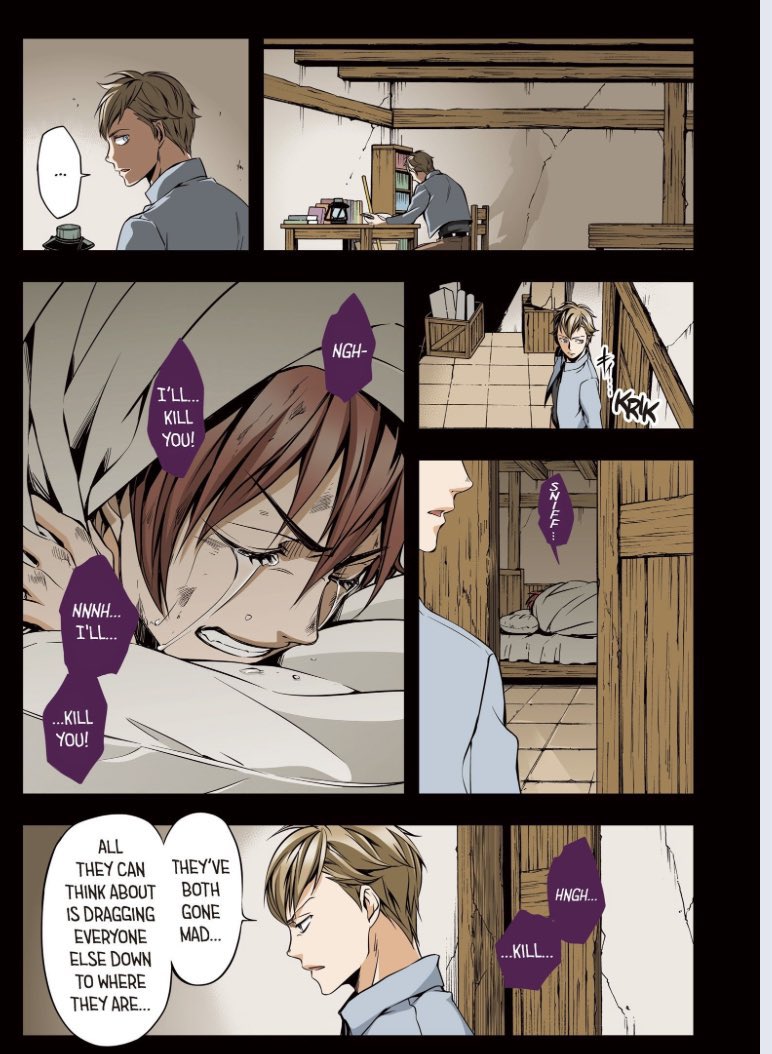 ...
キ...
KRIK
SNIFF...
NGH-
I'LL...
KILL
YOU!
NNNH...
I'LL...
...KILL
YOU!
HNGH...
...KILL...
THEY'VE
BOTH
GONE
MAD...
ALL
THEY CAN
THINK ABOUT
IS DRAGGING
EVERYONE
ELSE DOWN
TO WHERE
THEY ARE...